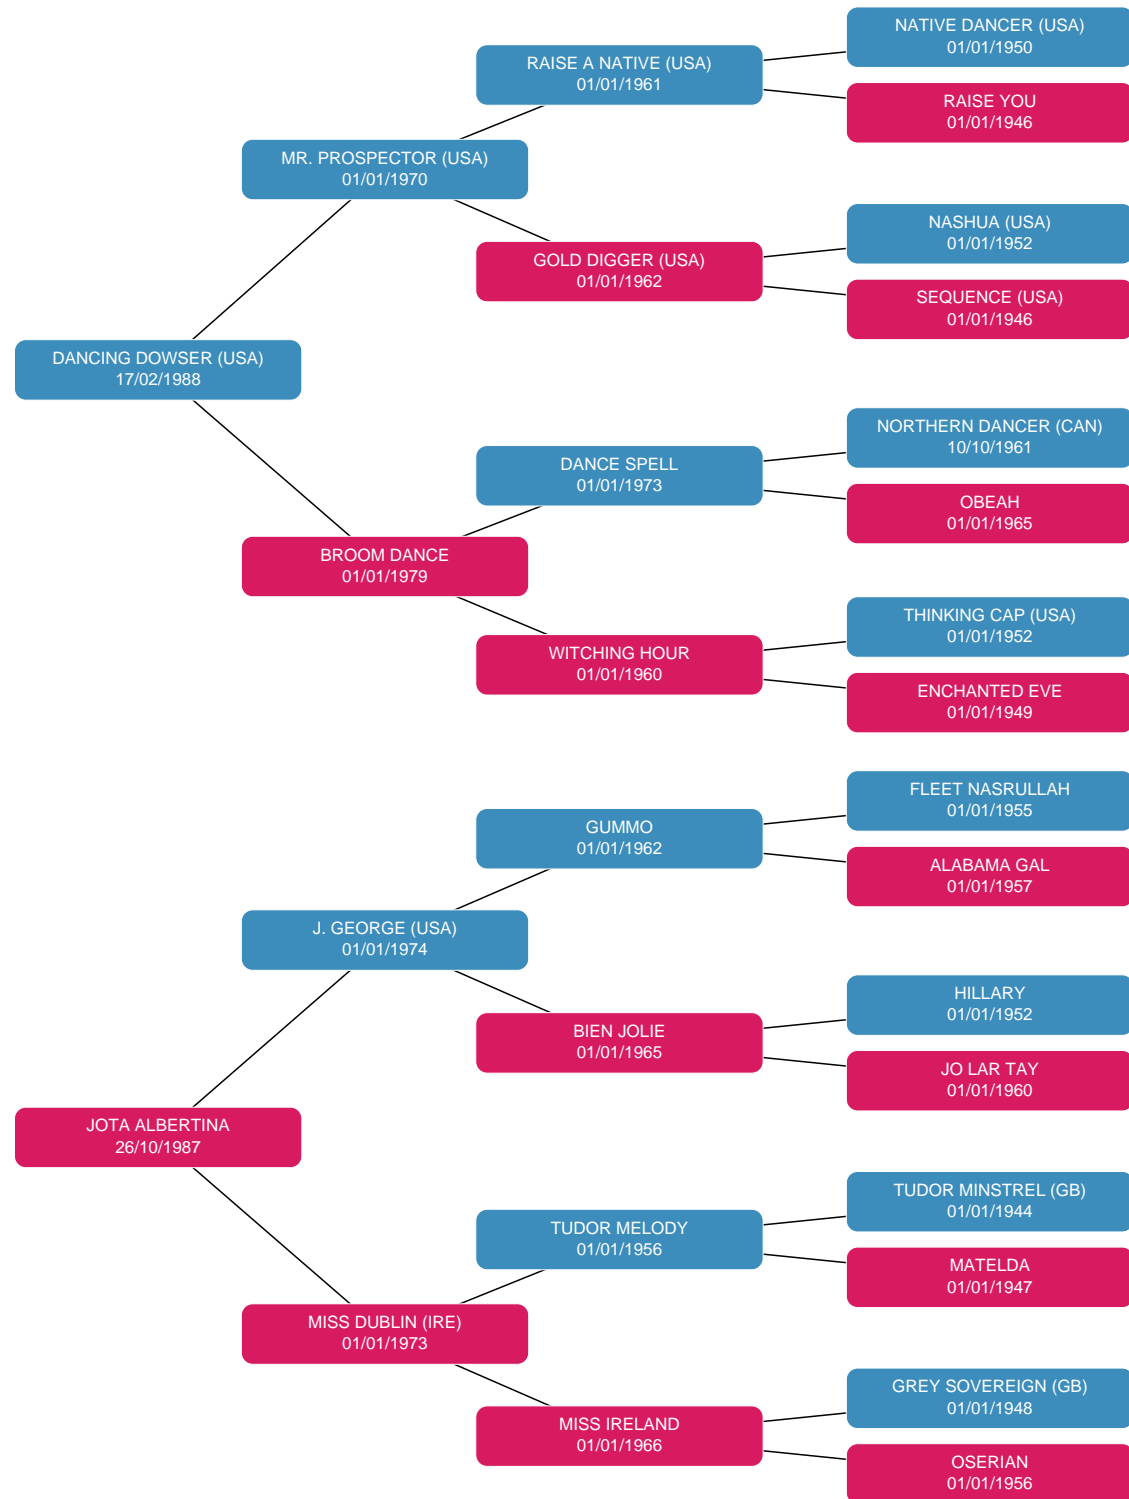 NATIVE DANCER (USA)
01/01/1950
RAISE A NATIVE (USA)
01/01/1961
RAISE YOU
01/01/1946
MR. PROSPECTOR (USA)
01/01/1970
NASHUA (USA)
01/01/1952
GOLD DIGGER (USA)
01/01/1962
SEQUENCE (USA)
01/01/1946
DANCING DOWSER (USA)
17/02/1988
NORTHERN DANCER (CAN)
10/10/1961
DANCE SPELL
01/01/1973
OBEAH
01/01/1965
BROOM DANCE
01/01/1979
THINKING CAP (USA)
01/01/1952
WITCHING HOUR
01/01/1960
ENCHANTED EVE
01/01/1949
FLEET NASRULLAH
01/01/1955
GUMMO
01/01/1962
ALABAMA GAL
01/01/1957
J. GEORGE (USA)
01/01/1974
HILLARY
01/01/1952
BIEN JOLIE
01/01/1965
JO LAR TAY
01/01/1960
JOTA ALBERTINA
26/10/1987
TUDOR MINSTREL (GB)
01/01/1944
TUDOR MELODY
01/01/1956
MATELDA
01/01/1947
MISS DUBLIN (IRE)
01/01/1973
GREY SOVEREIGN (GB)
01/01/1948
MISS IRELAND
01/01/1966
OSERIAN
01/01/1956